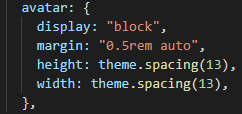 avatar: {
display: "block",
margin: "0.5rem auto",
height: theme.spacing(13),
width: theme.spacing(13),
},